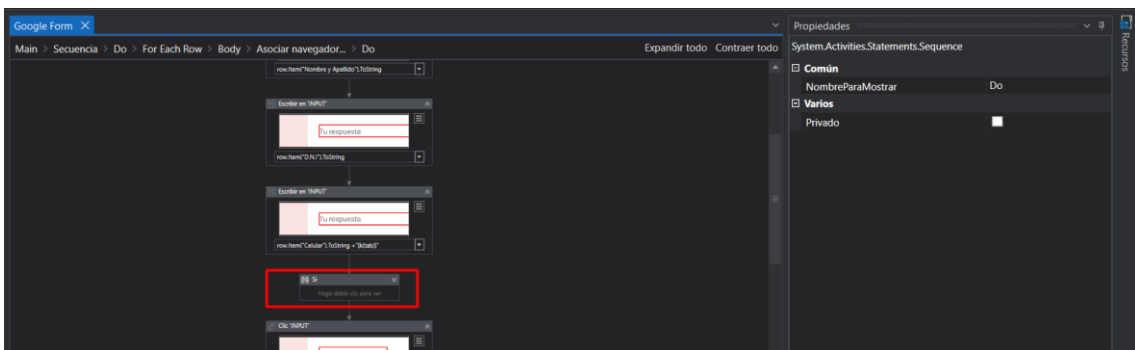 Google Form
Main > Secuencia > Do > For Each Row > Body > Asociar navegador... > Do
Expandir todo Contraer todo
row.Item("Nombre y Apellido").ToString
Escribir en 'INPUT'
Tu respuesta
row.Item("D.N.I").ToString
Escribir en 'INPUT'
Tu respuesta
row.Item("Celular").ToString +"[k(tab)]"
Si
Haga doble clic para ver
Clic 'INPUT'
Propiedades
System.Activities.Statements.Sequence
Común
NombreParaMostrar Do
Varios
Privado
Recursos